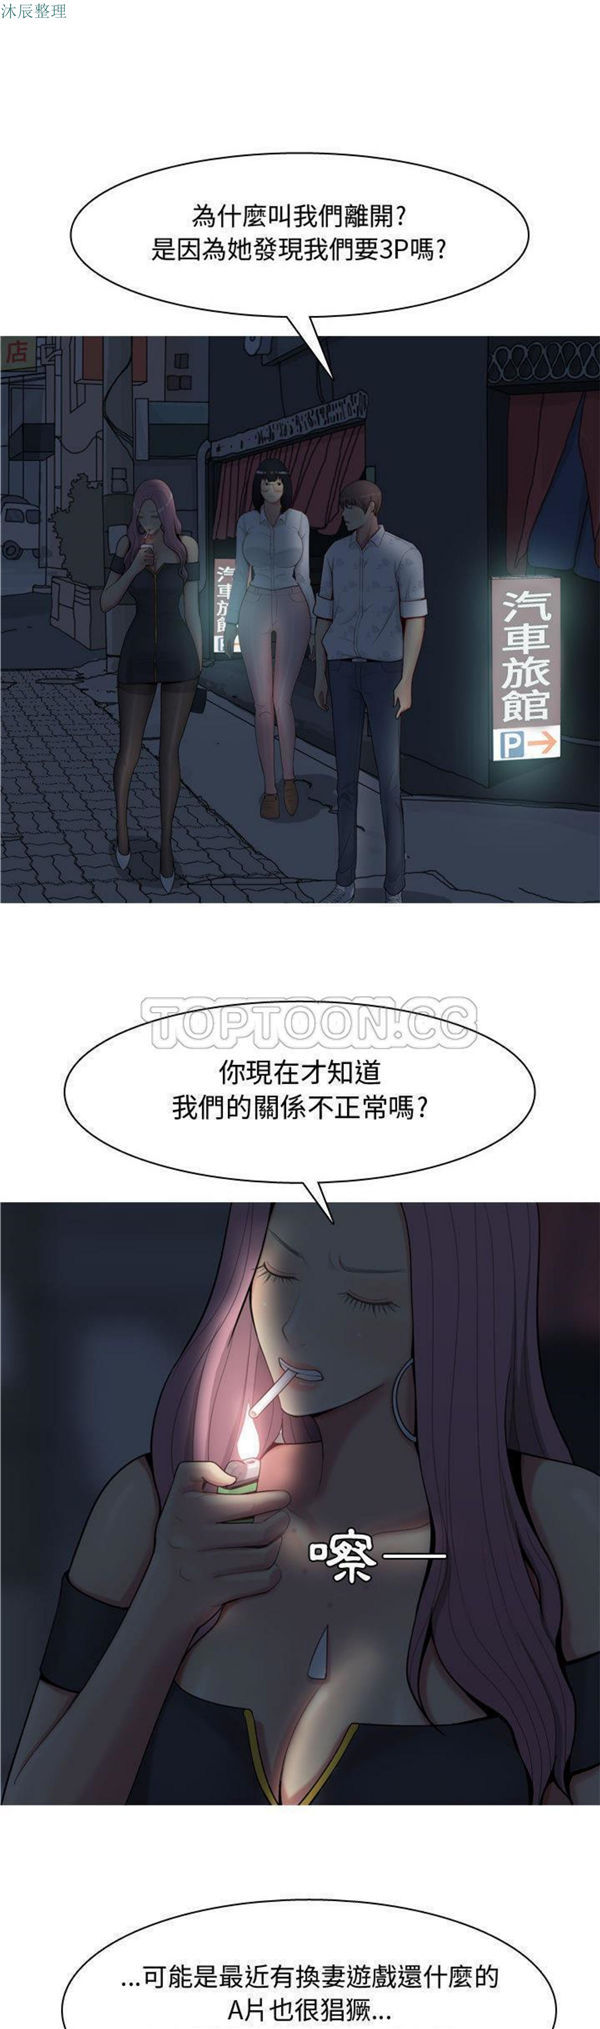 沐辰整理
為什麼叫我們離開?
是因為她發現我們要3P嗎?
店
汽車旅館
P
汽車旅館
P→
TOPTOON.CC
你現在才知道
我們的關係不正常嗎?
嚓—
...可能是最近有換妻遊戲還什麼的
A片也很猖獗...